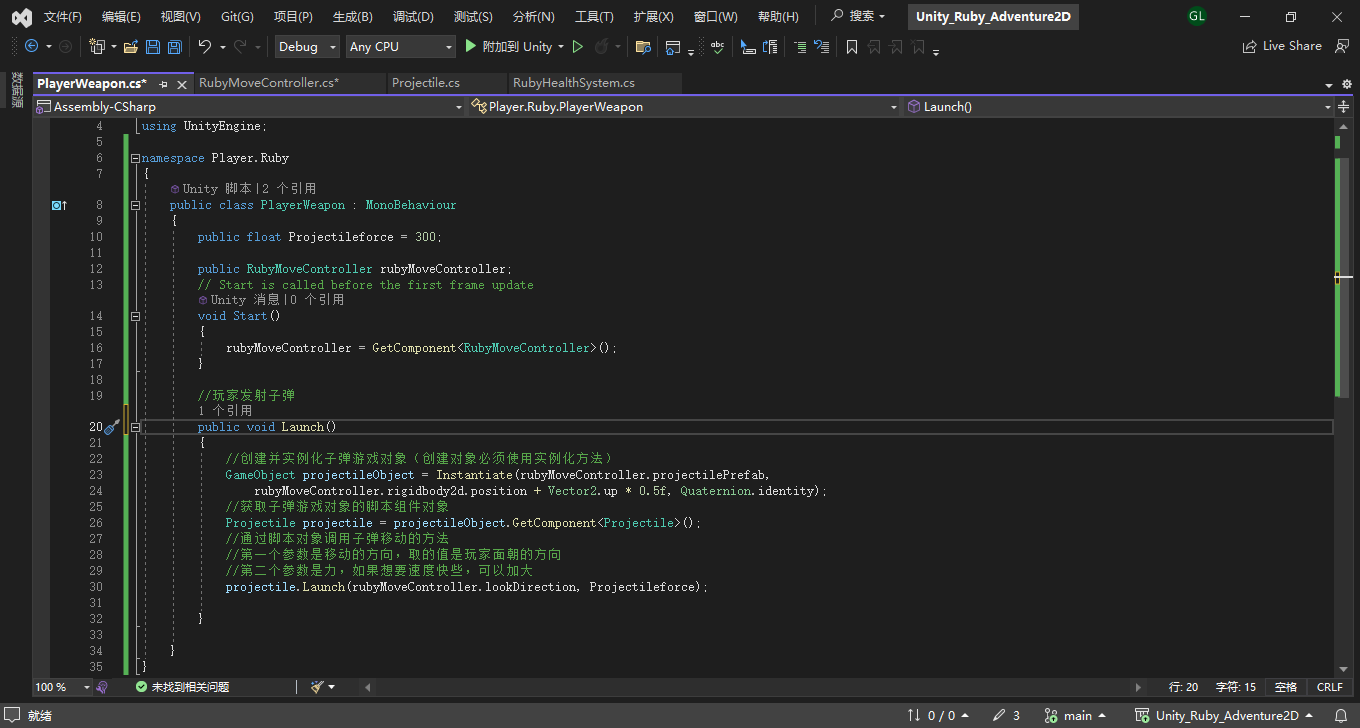 文件(F) 编辑(E) 视图(V) Git(G) 项目(P) 生成(B) 调试(D) 测试(S) 分析(N) 工具(T) 扩展(X) 窗口(W) 帮助(H) 搜索 Unity_Ruby_Adventure2D GL
Debug Any CPU 附加到 Unity abc Live Share
数据源
PlayerWeapon.cs* RubyMoveController.cs* Projectile.cs RubyHealthSystem.cs
Assembly-CSharp Player.Ruby.PlayerWeapon Launch()
4 using UnityEngine;
5
6 namespace Player.Ruby
7 {
Unity 脚本|2 个引用
8 public class PlayerWeapon : MonoBehaviour
9 {
10 public float Projectileforce = 300;
11
12 public RubyMoveController rubyMoveController;
13 // Start is called before the first frame update
Unity 消息|0 个引用
14 void Start()
15 {
16 rubyMoveController = GetComponent<RubyMoveController>();
17 }
18
19 //玩家发射子弹
1 个引用
20 public void Launch()
21 {
22 //创建并实例化子弹游戏对象（创建对象必须使用实例化方法）
23 GameObject projectileObject = Instantiate(rubyMoveController.projectilePrefab,
24 rubyMoveController.rigidbody2d.position + Vector2.up * 0.5f, Quaternion.identity);
25 //获取子弹游戏对象的脚本组件对象
26 Projectile projectile = projectileObject.GetComponent<Projectile>();
27 //通过脚本对象调用子弹移动的方法
28 //第一个参数是移动的方向，取的值是玩家面朝的方向
29 //第二个参数是力，如果想要速度快些，可以加大
30 projectile.Launch(rubyMoveController.lookDirection, Projectileforce);
31
32 }
33
34 }
35 }
100 % 未找到相关问题 行: 20 字符: 15 空格 CRLF
就绪 0 / 0 3 main Unity_Ruby_Adventure2D